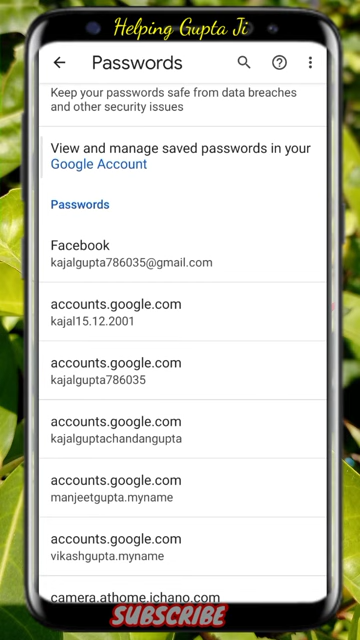 Helping Gupta Ji
Passwords
Keep your passwords safe from data breaches
and other security issues
View and manage saved passwords in your
Google Account
Passwords
Facebook
kajalgupta786035@gmail.com
accounts.google.com
kajal15.12.2001
accounts.google.com
kajalgupta786035
accounts.google.com
kajalguptachandangupta
accounts.google.com
manjeetgupta.myname
accounts.google.com
vikashgupta.myname
camera.athome.ichano.com
SUBSCRIBE